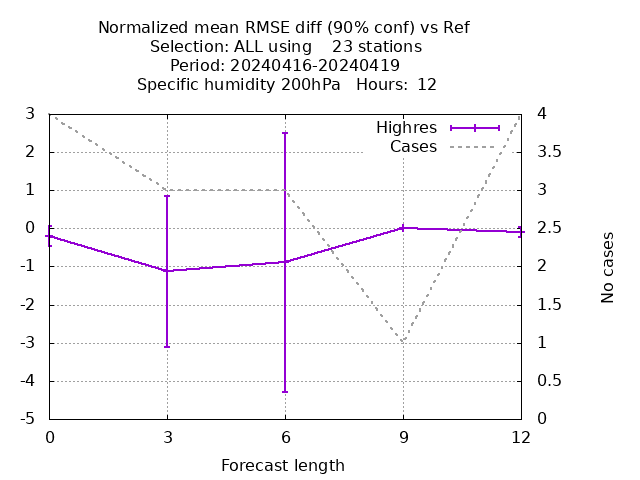 Normalized mean RMSE diff (90% conf) vs Ref
Selection: ALL using    23 stations
Period: 20240416-20240419
Specific humidity 200hPa   Hours:  12
Highres
Cases
3
2
1
0
-1
-2
-3
-4
-5
4
3.5
3
2.5
2
1.5
1
0.5
0
No cases
0 3 6 9 12
Forecast length